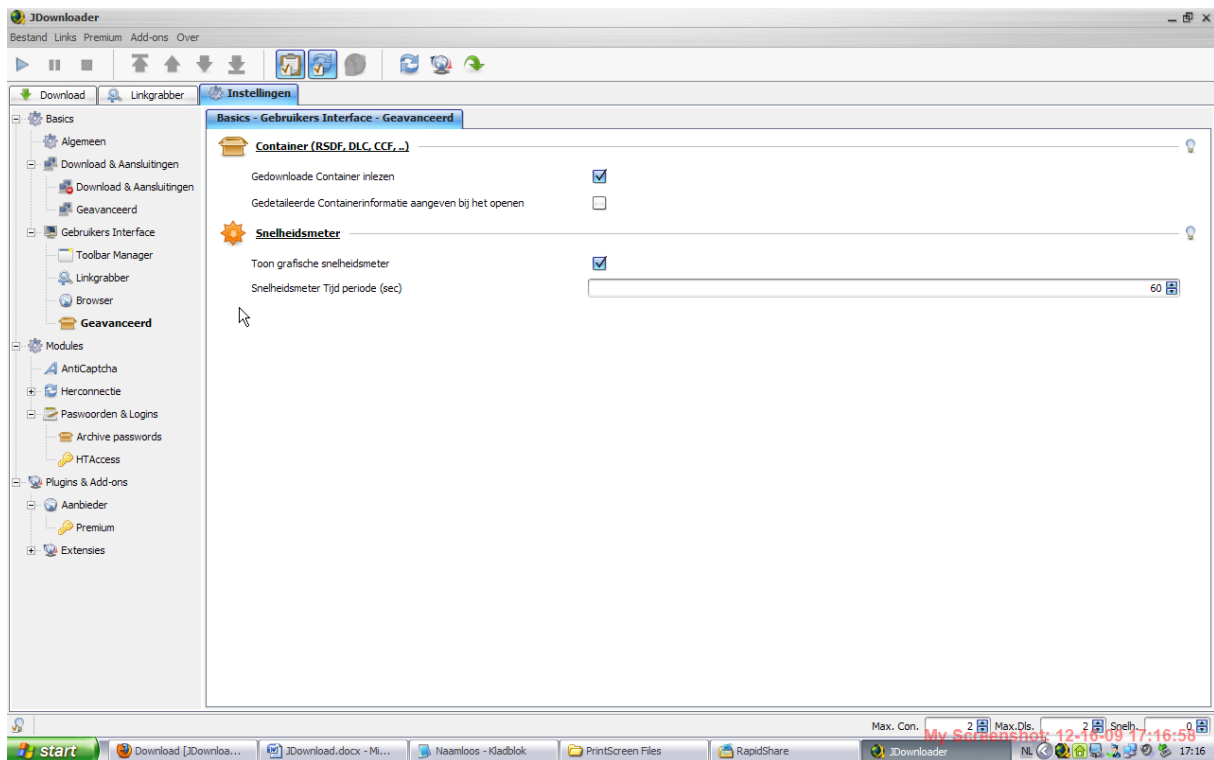 JDownloader
Bestand Links Premium Add-ons Over
Download Linkgrabber Instellingen
Basics
Algemeen
Download & Aansluitingen
Download & Aansluitingen
Geavanceerd
Gebruikers Interface
Toolbar Manager
Linkgrabber
Browser
Geavanceerd
Modules
AntiCaptcha
Herconnectie
Paswoorden & Logins
Archive passwords
HTAccess
Plugins & Add-ons
Aanbieder
Premium
Extensies
Basics - Gebruikers Interface - Geavanceerd
Container (RSDF, DLC, CCF, ..)
Gedownloade Container inlezen
Gedetaileerde Containerinformatie aangeven bij het openen
Snelheidsmeter
Toon grafische snelheidsmeter
Snelheidsmeter Tijd periode (sec) 60
Max. Con. 2 Max.Dls. 2 Snelh. 0
My Screenshot: 12-16-09 17:16:58
start Download [JDownloa... JDownload.docx - Mi... Naamloos - Kladblok PrintScreen Files RapidShare JDownloader NL 17:16